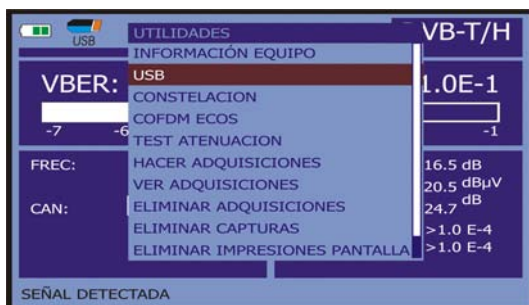 USB
UTILIDADES
VB-T/H
INFORMACIÓN EQUIPO
USB
CONSTELACION
COFDM ECOS
TEST ATENUACION
HACER ADQUISICIONES
VER ADQUISICIONES
ELIMINAR ADQUISICIONES
ELIMINAR CAPTURAS
ELIMINAR IMPRESIONES PANTALLA
VBER:
1.0E-1
-7 -6 -1
FREC:
16.5 dB
20.5 dBµV
CAN:
24.7 dB
>1.0 E-4
>1.0 E-4
SEÑAL DETECTADA